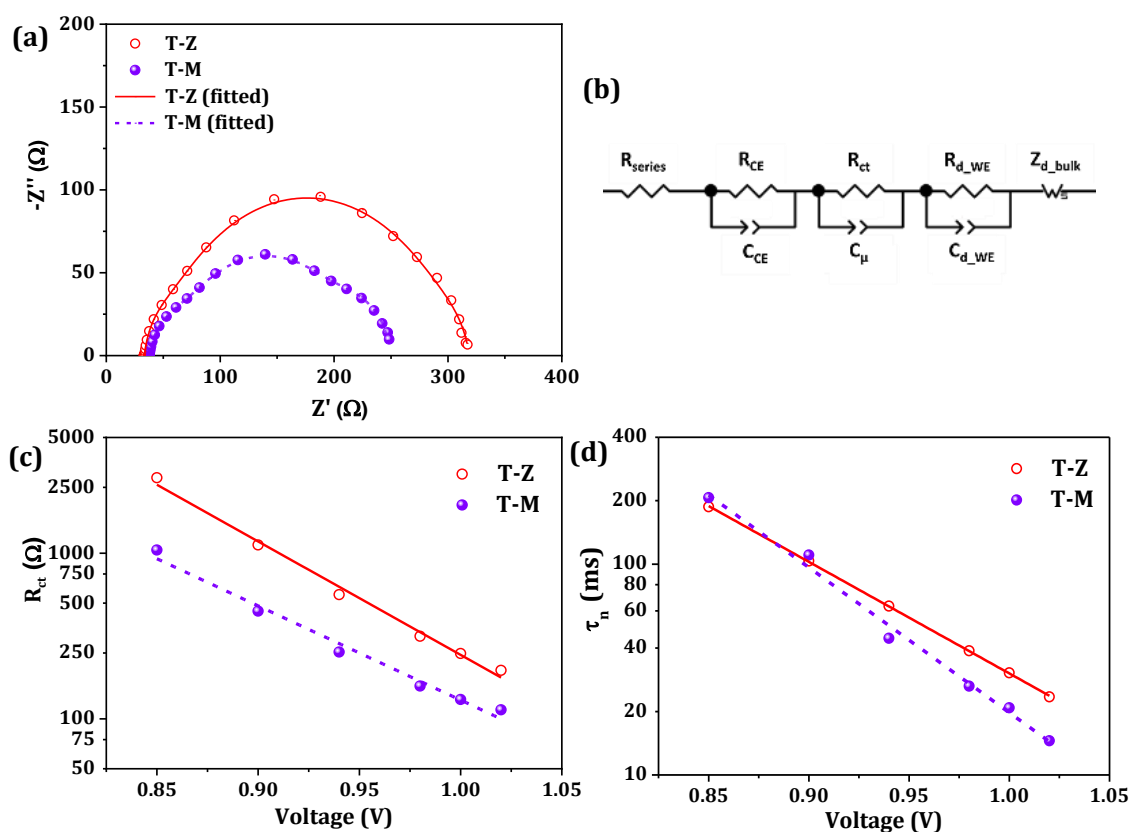 (a)
200
150
100
50
0
-Z'' (Ω)
T-Z
T-M
T-Z (fitted)
T-M (fitted)
0 100 200 300 400
Z' (Ω)
(b)
R_series R_CE R_ct R_d_WE Z_d_bulk
s
C_CE C_μ C_d_WE
(c)
5000
2500
1000
750
500
250
100
75
50
R_ct (Ω)
T-Z
T-M
0.85 0.90 0.95 1.00 1.05
Voltage (V)
(d)
400
200
100
80
60
40
20
10
τ_n (ms)
T-Z
T-M
0.85 0.90 0.95 1.00 1.05
Voltage (V)